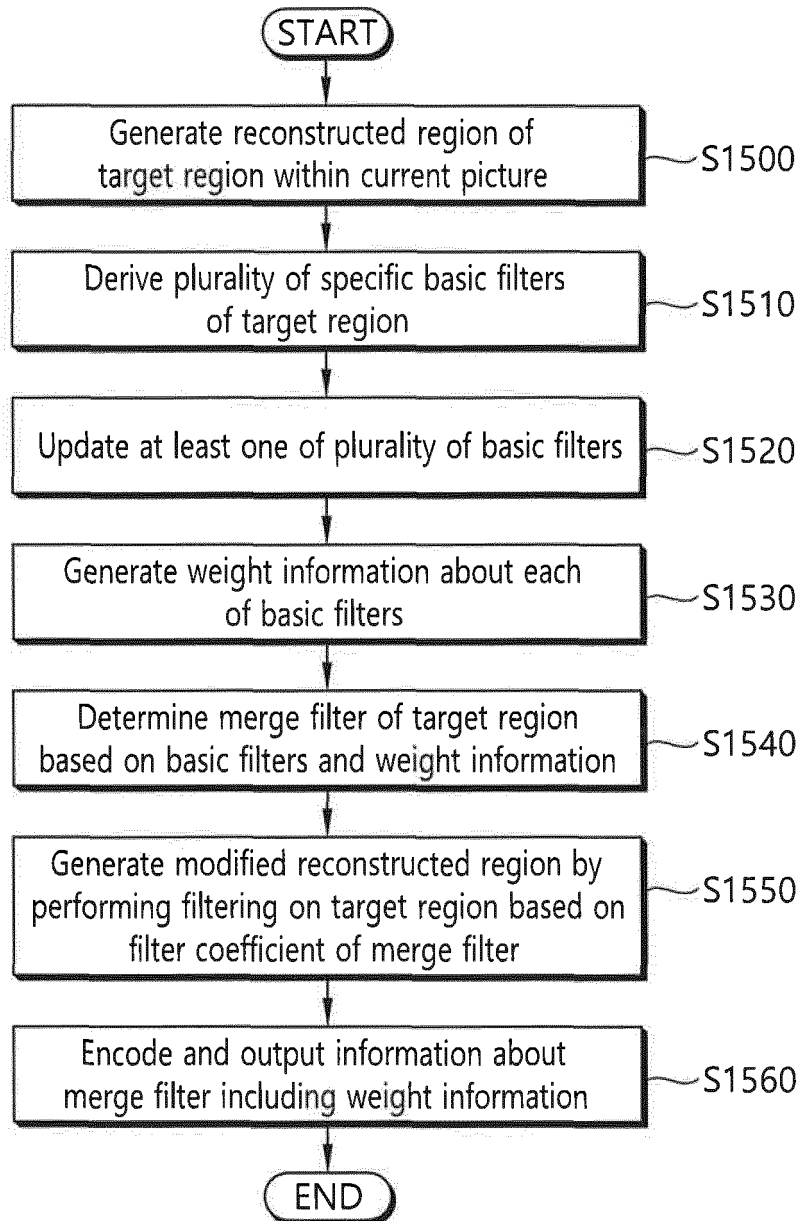 START
Generate reconstructed region of
target region within current picture
S1500
Derive plurality of specific basic filters
of target region
S1510
Update at least one of plurality of basic filters
S1520
Generate weight information about each
of basic filters
S1530
Determine merge filter of target region
based on basic filters and weight information
S1540
Generate modified reconstructed region by
performing filtering on target region based on
filter coefficient of merge filter
S1550
Encode and output information about
merge filter including weight information
S1560
END